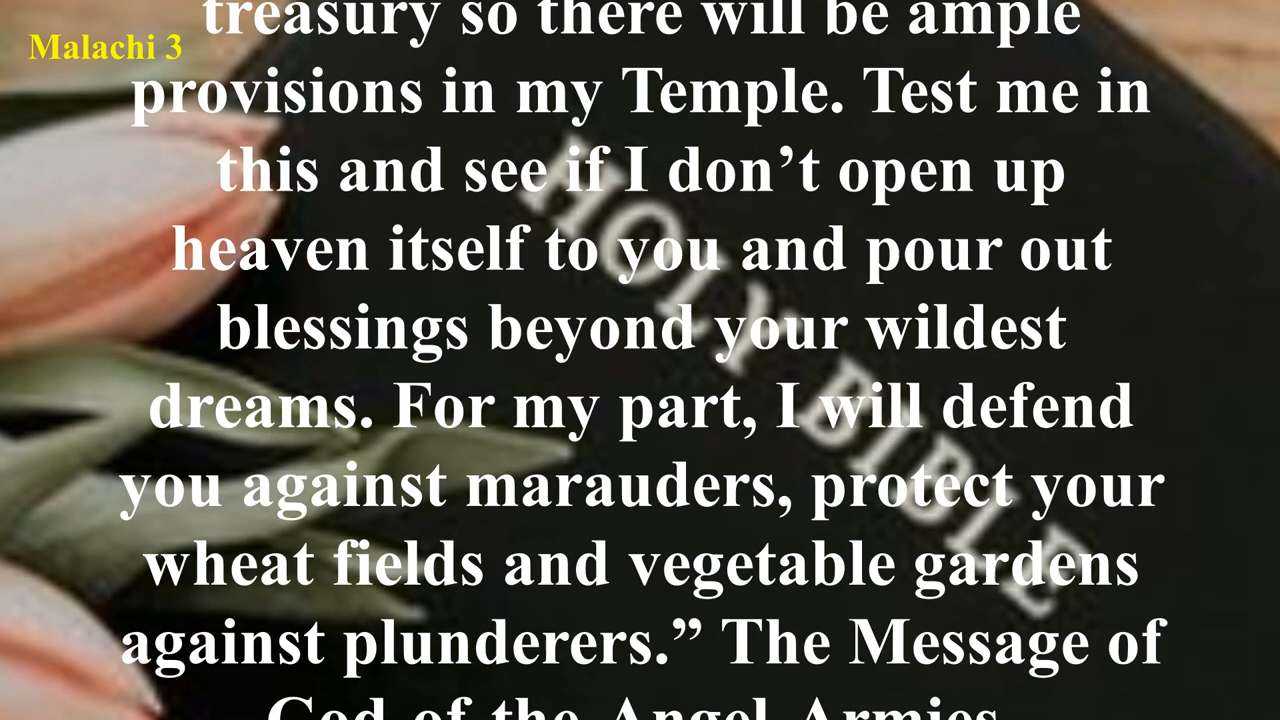 treasury so there will be ample
Malachi 3
provisions in my Temple. Test me in
this and see if I don’t open up
heaven itself to you and pour out
blessings beyond your wildest
dreams. For my part, I will defend
you against marauders, protect your
wheat fields and vegetable gardens
against plunderers.” The Message of
God-of-the-Angel-Armies.
HOLY BIBLE